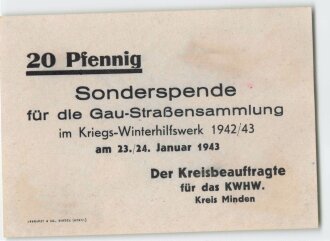 20 Pfennig
Sonderspende
für die Gau-Straßensammlung
im Kriegs-Winterhilfswerk 1942/43
am 23./24. Januar 1943
Der Kreisbeauftragte
für das KWHW.
Kreis Minden